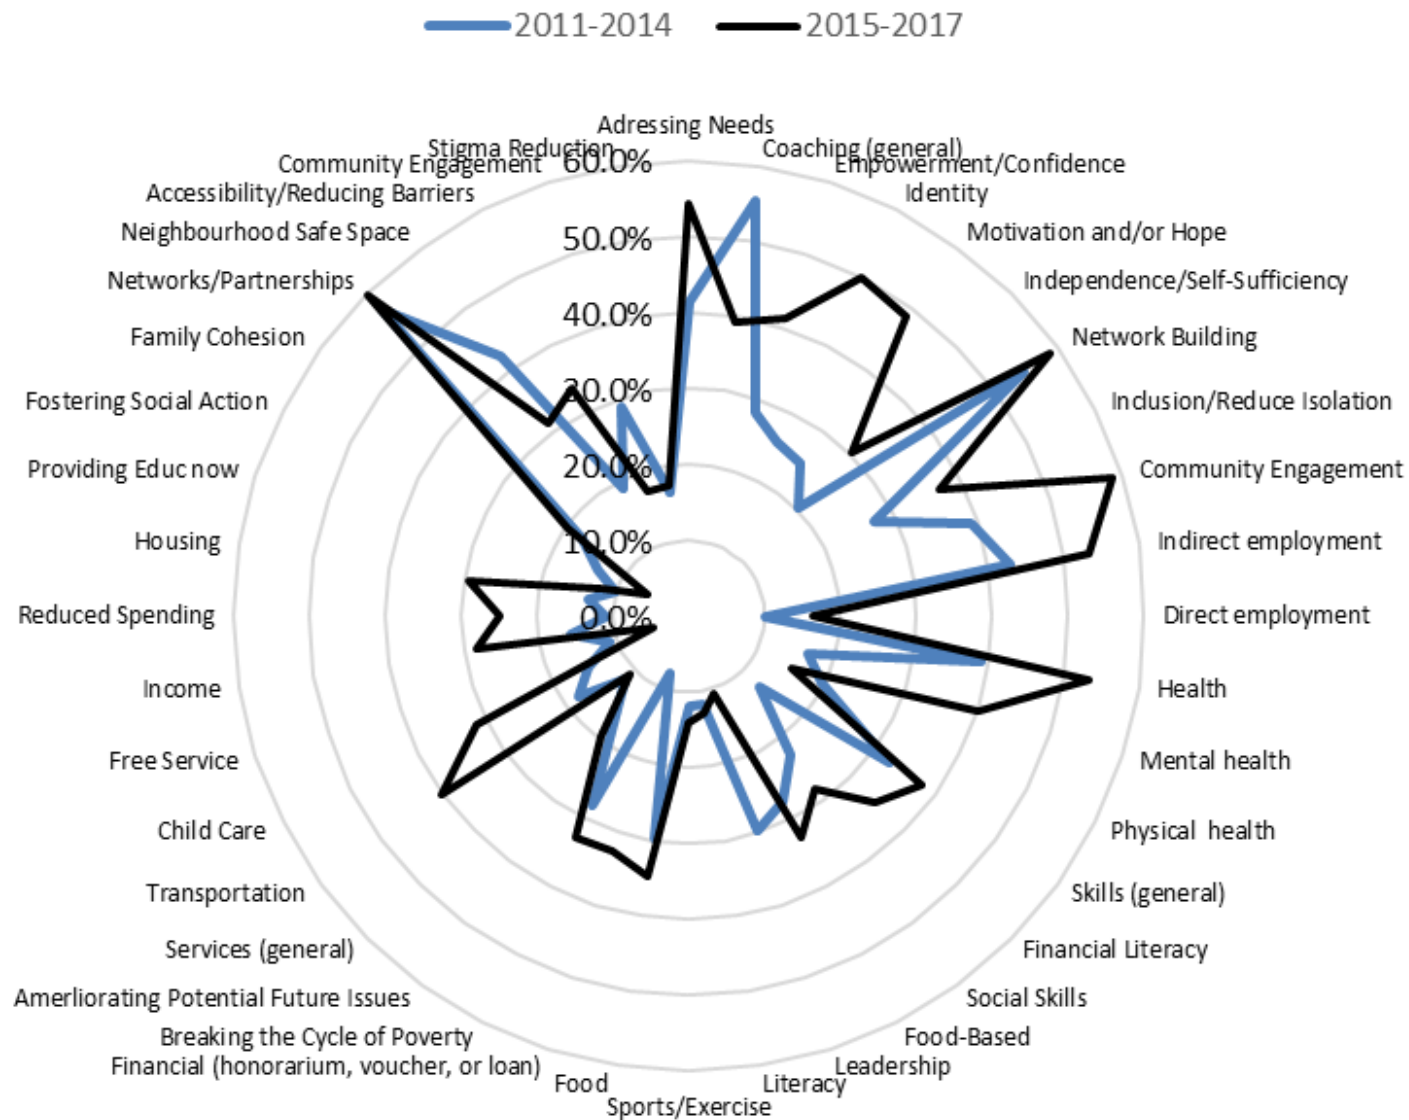 2011-2014 2015-2017
Adressing Needs
Coaching (general)
Empowerment/Confidence
Identity
Motivation and/or Hope
Independence/Self-Sufficiency
Network Building
Inclusion/Reduce Isolation
Community Engagement
Indirect employment
Direct employment
Health
Mental health
Physical health
Skills (general)
Financial Literacy
Social Skills
Food-Based
Leadership
Literacy
Sports/Exercise
Food
Financial (honorarium, voucher, or loan)
Breaking the Cycle of Poverty
Amerliorating Potential Future Issues
Services (general)
Transportation
Child Care
Free Service
Income
Reduced Spending
Housing
Providing Educ now
Fostering Social Action
Family Cohesion
Networks/Partnerships
Neighbourhood Safe Space
Accessibility/Reducing Barriers
Community Engagement
Stigma Reduction
60.0%
50.0%
40.0%
30.0%
20.0%
10.0%
0.0%